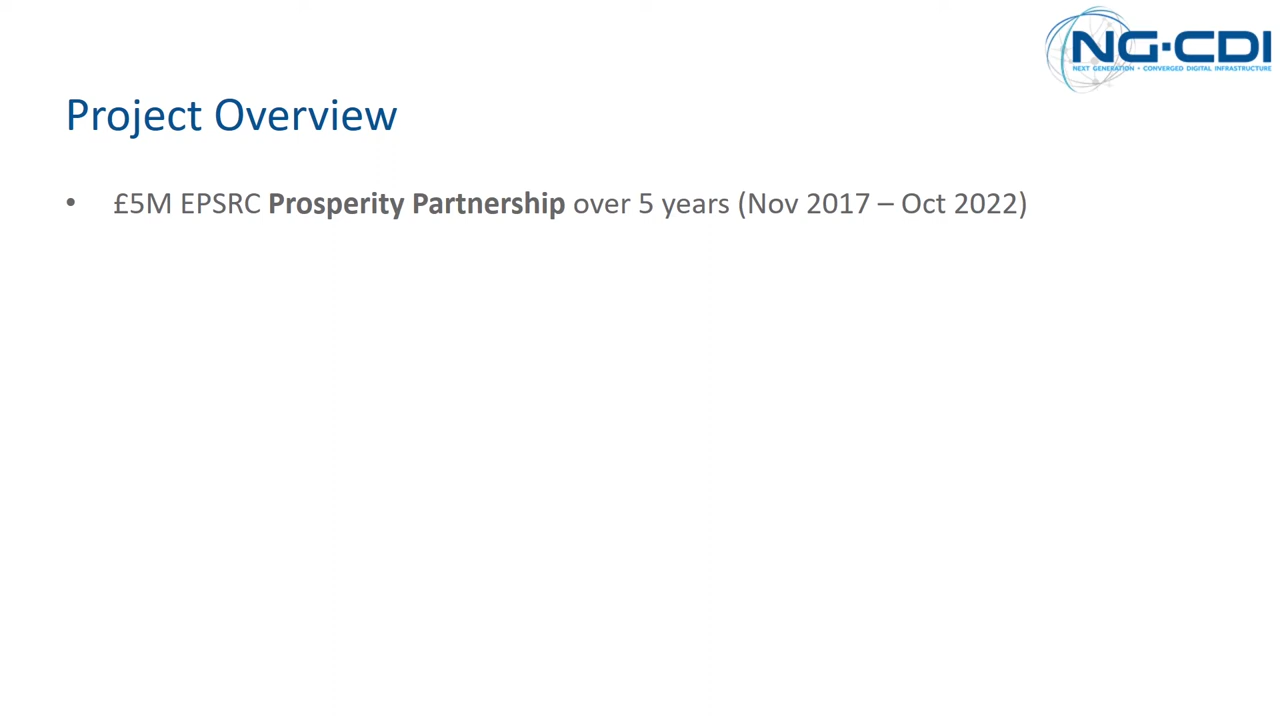 NG·CDI
NEXT GENERATION · CONVERGED DIGITAL INFRASTRUCTURE
Project Overview
• £5M EPSRC Prosperity Partnership over 5 years (Nov 2017 – Oct 2022)